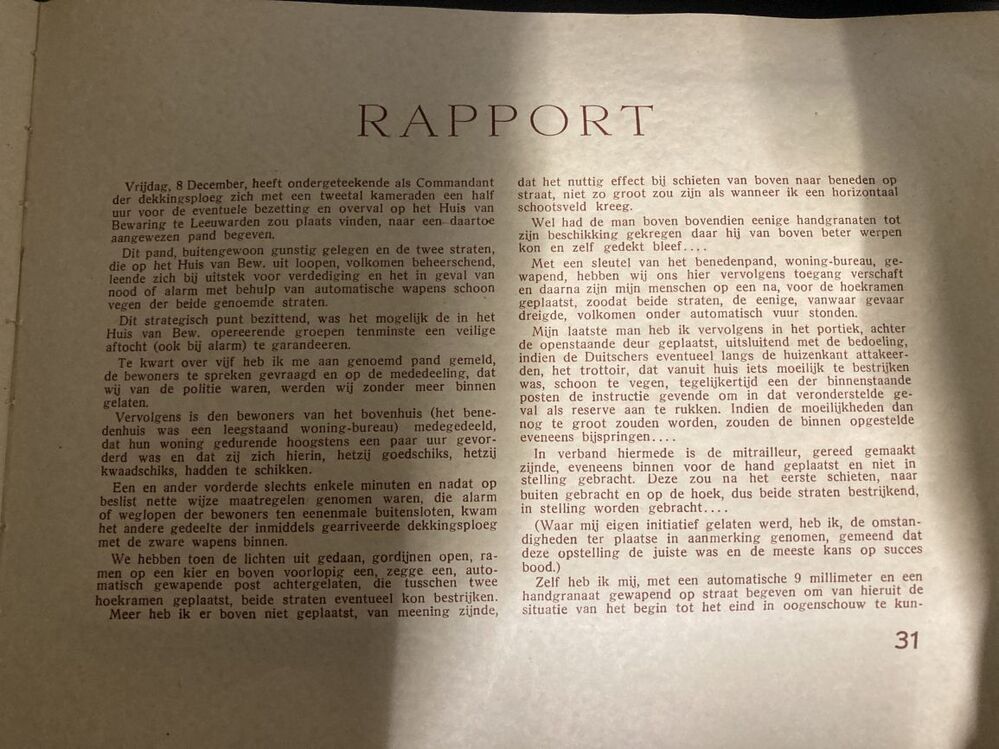 RAPPORT
Vrijdag, 8 December, heeft ondergeteekende als Commandant
der dekkingsploeg zich met een tweetal kameraden een half
uur voor de eventuele bezetting en overval op het Huis van
Bewaring te Leeuwarden zou plaats vinden, naar een daartoe
aangewezen pand begeven.
Dit pand, buitengewoon gunstig gelegen en de twee straten,
die op het Huis van Bew. uit loopen, volkomen beheerschend,
leende zich bij uitstek voor verdediging en het in geval van
nood of alarm met behulp van automatische wapens schoon
vegen der beide genoemde straten.
Dit strategisch punt bezittend, was het mogelijk de in het
Huis van Bew. opereerende groepen tenminste een veilige
aftocht (ook bij alarm) te garandeeren.
Te kwart over vijf heb ik me aan genoemd pand gemeld,
de bewoners te spreken gevraagd en op de mededeeling, dat
wij van de politie waren, werden wij zonder meer binnen
gelaten.
Vervolgens is den bewoners van het bovenhuis (het bene-
denhuis was een leegstaand woning-bureau) medegedeeld,
dat hun woning gedurende hoogstens een paar uur gevor-
derd was en dat zij zich hierin, hetzij goedschiks, hetzij
kwaadschiks, hadden te schikken.
Een en ander vorderde slechts enkele minuten en nadat op
beslist nette wijze maatregelen genomen waren, die alarm
of weglopen der bewoners ten eenenmale buitensloten, kwam
het andere gedeelte der inmiddels gearriveerde dekkingsploeg
met de zware wapens binnen.
We hebben toen de lichten uit gedaan, gordijnen open, ra-
men op een kier en boven voorlopig een, zegge een, auto-
matisch gewapende post achtergelaten, die tusschen twee
hoekramen geplaatst, beide straten eventueel kon bestrijken.
Meer heb ik er boven niet geplaatst, van meening zijnde,
dat het nuttig effect bij schieten van boven naar beneden op
straat, niet zo groot zou zijn als wanneer ik een horizontaal
schootsveld kreeg.
Wel had de man boven bovendien eenige handgranaten tot
zijn beschikking gekregen daar hij van boven beter werpen
kon en zelf gedekt bleef....
Met een sleutel van het benedenpand, woning-bureau, ge-
wapend, hebben wij ons hier vervolgens toegang verschaft
en daarna zijn mijn menschen op een na, voor de hoekramen
geplaatst, zoodat beide straten, de eenige, vanwaar gevaar
dreigde, volkomen onder automatisch vuur stonden.
Mijn laatste man heb ik vervolgens in het portiek, achter
de openstaande deur geplaatst, uitsluitend met de bedoeling,
indien de Duitschers eventueel langs de huizenkant attakeer-
den, het trottoir, dat vanuit huis iets moeilijk te bestrijken
was, schoon te vegen, tegelijkertijd een der binnenstaande
posten de instructie gevende om in dat veronderstelde ge-
val als reserve aan te rukken. Indien de moeilijkheden dan
nog te groot zouden worden, zouden de binnen opgestelde
eveneens bijspringen....
In verband hiermede is de mitrailleur, gereed gemaakt
zijnde, eveneens binnen voor de hand geplaatst en niet in
stelling gebracht. Deze zou na het eerste schieten, naar
buiten gebracht en op de hoek, dus beide straten bestrijkend,
in stelling worden gebracht....
(Waar mij eigen initiatief gelaten werd, heb ik, de omstan-
digheden ter plaatse in aanmerking genomen, gemeend dat
deze opstelling de juiste was en de meeste kans op succes
bood.)
Zelf heb ik mij, met een automatische 9 millimeter en een
handgranaat gewapend op straat begeven om van hieruit de
situatie van het begin tot het eind in oogenschouw te kun-
31